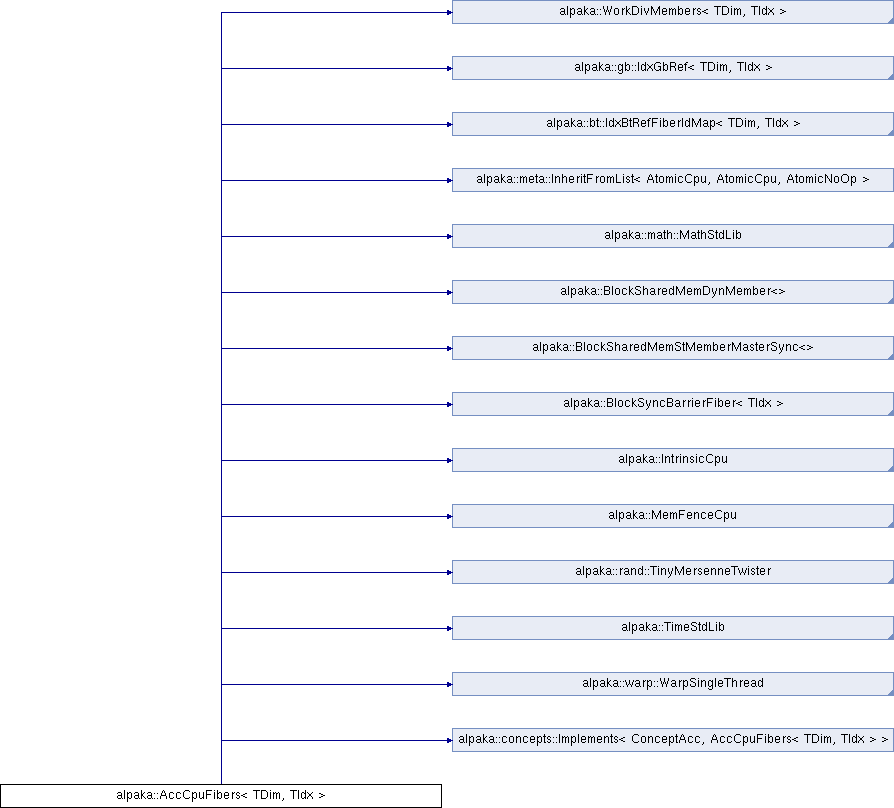 alpaka::WorkDivMembers< TDim, TIdx >
alpaka::gb::IdxGbRef< TDim, TIdx >
alpaka::bt::IdxBtRefFiberIdMap< TDim, TIdx >
alpaka::meta::InheritFromList< AtomicCpu, AtomicCpu, AtomicNoOp >
alpaka::math::MathStdLib
alpaka::BlockSharedMemDynMember<>
alpaka::BlockSharedMemStMemberMasterSync<>
alpaka::BlockSyncBarrierFiber< TIdx >
alpaka::IntrinsicCpu
alpaka::MemFenceCpu
alpaka::rand::TinyMersenneTwister
alpaka::TimeStdLib
alpaka::warp::WarpSingleThread
alpaka::concepts::Implements< ConceptAcc, AccCpuFibers< TDim, TIdx > >
alpaka::AccCpuFibers< TDim, TIdx >